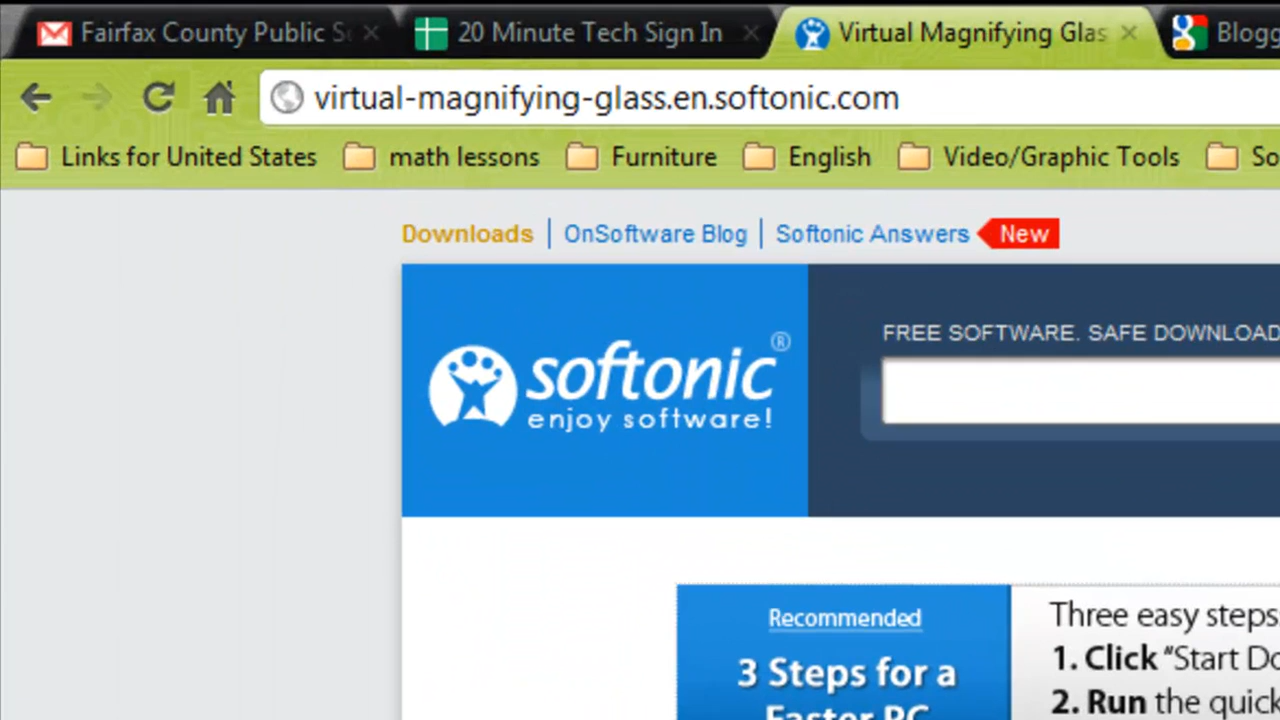 Fairfax County Public
20 Minute Tech Sign In
Virtual Magnifying Glas
Blogg
virtual-magnifying-glass.en.softonic.com
Links for United States
math lessons
Furniture
English
Video/Graphic Tools
So
Downloads
OnSoftware Blog
Softonic Answers
New
softonic®
enjoy software!
FREE SOFTWARE. SAFE DOWNLOAD
Recommended
3 Steps for a
Faster PC
Three easy steps
1. Click “Start Do
2. Run the quick